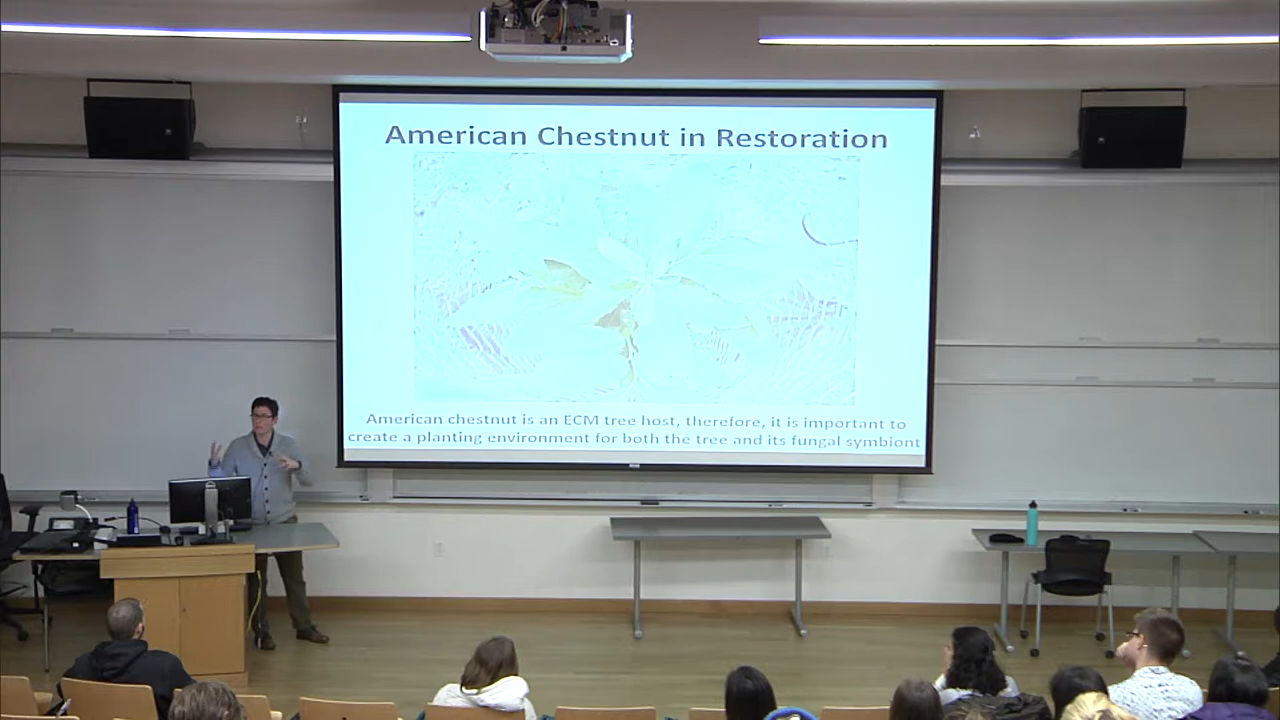 American Chestnut in Restoration
American chestnut is an ECM tree host, therefore, it is important to
create a planting environment for both the tree and its fungal symbiont